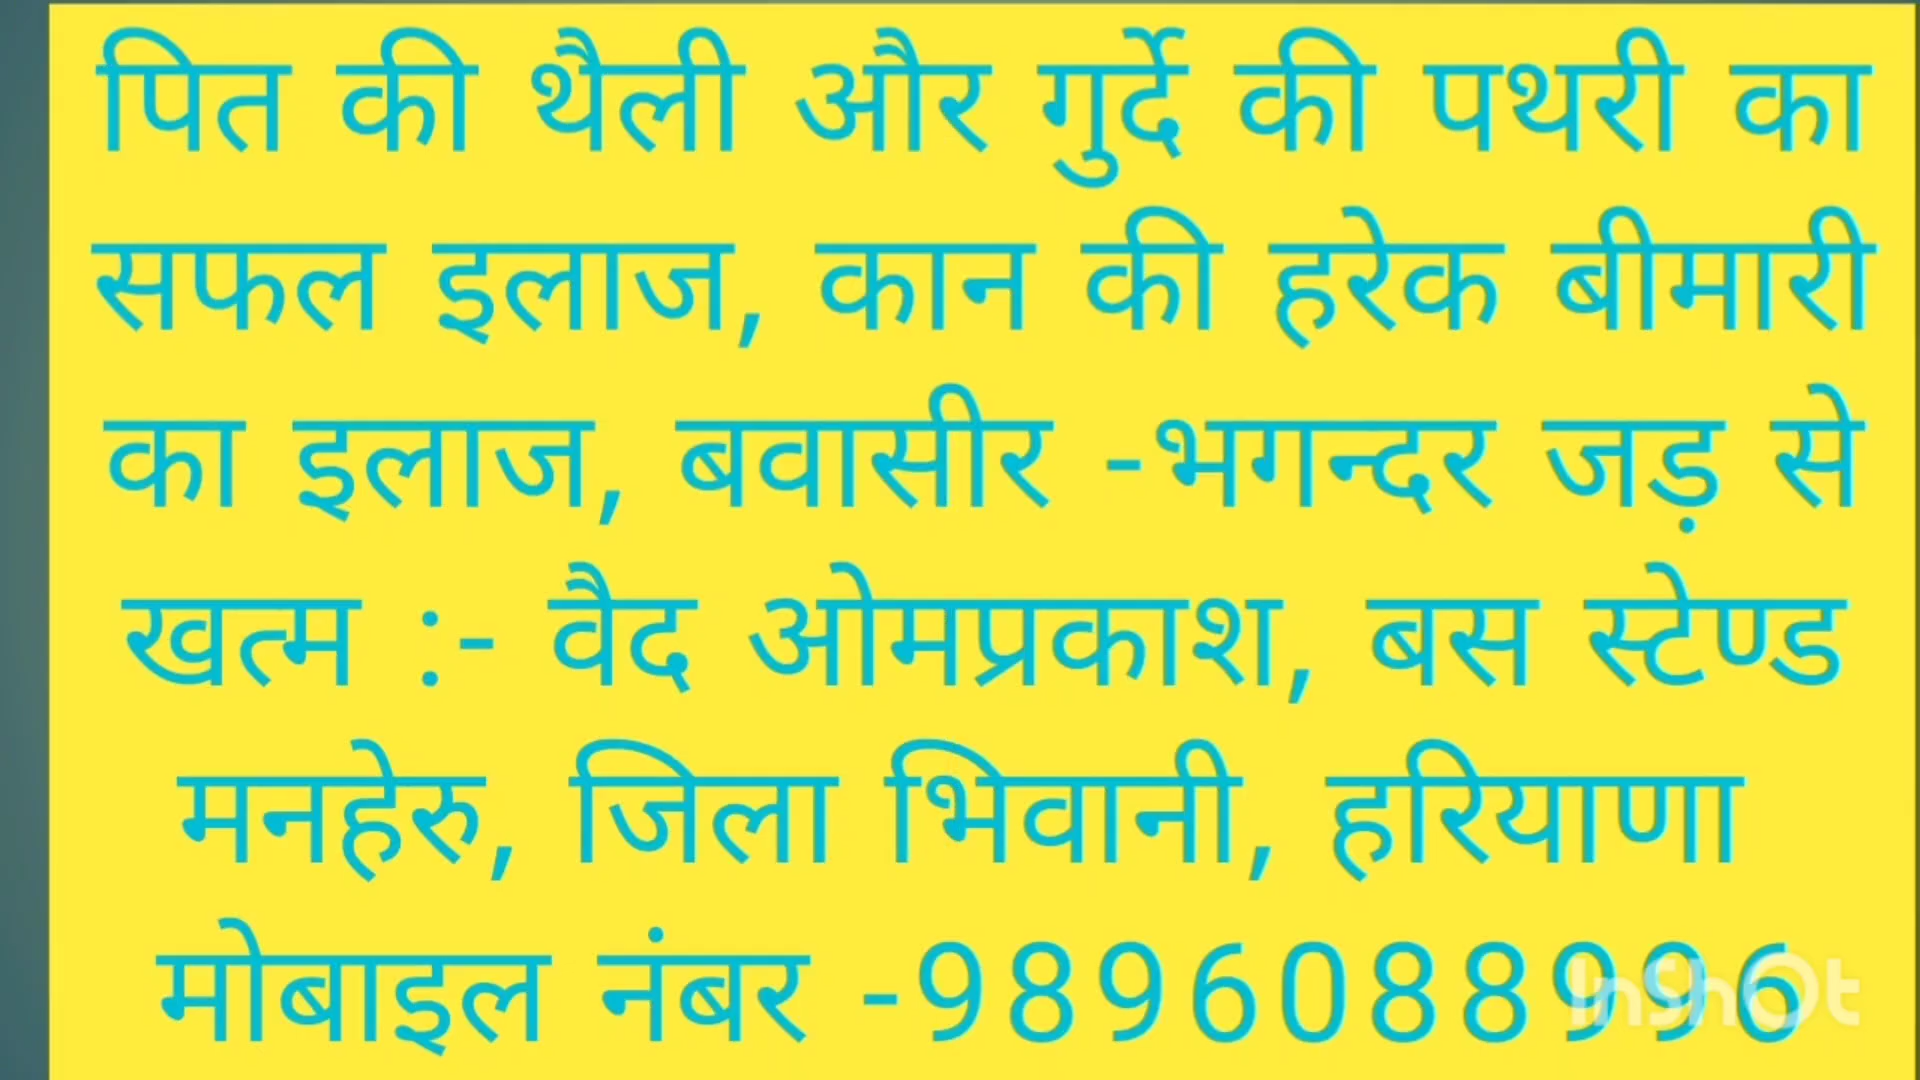 पित की थैली और गुर्दे की पथरी का
सफल इलाज, कान की हरेक बीमारी
का इलाज, बवासीर -भगन्दर जड़ से
खत्म :- वैद ओमप्रकाश, बस स्टेण्ड
मनहेरु, जिला भिवानी, हरियाणा
मोबाइल नंबर -9896088996
InShOt